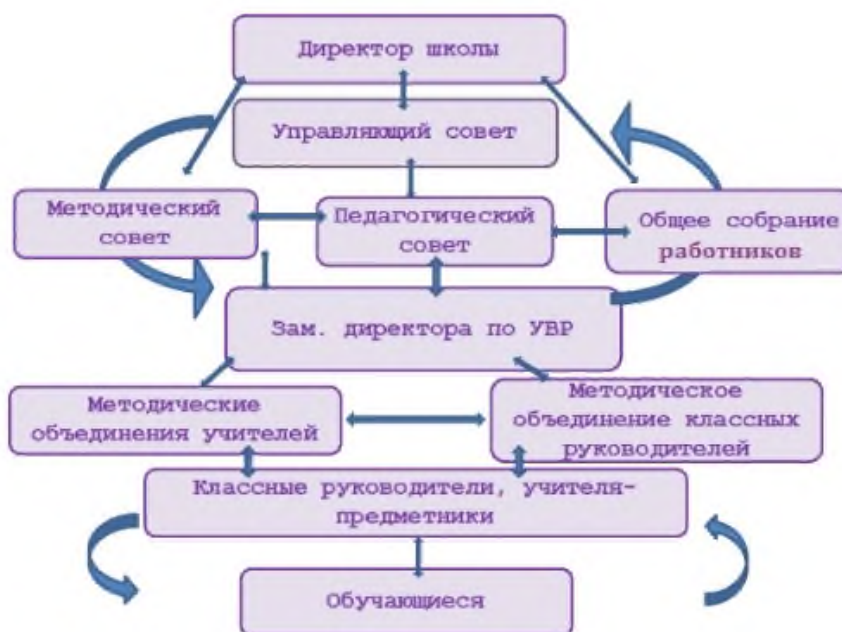 Директор школы
Управляющий совет
Методический
совет
Педагогический
совет
Общее собрание
работников
Зам. директора по УВР
Методические
объединения учителей
Методическое
объединение классных
руководителей
Классные руководители, учителя-
предметники
Обучающиеся